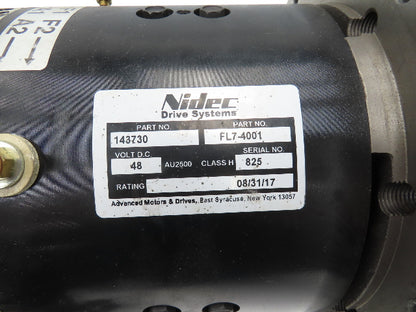 F2
A2
Nidec
Drive Systems
PART NO. PART NO.
143730 FL7-4001
VOLT D.C. SERIAL NO.
48 AU2500 CLASS H 825
RATING 08/31/17
Advanced Motors & Drives, East Syracuse, New York 13057